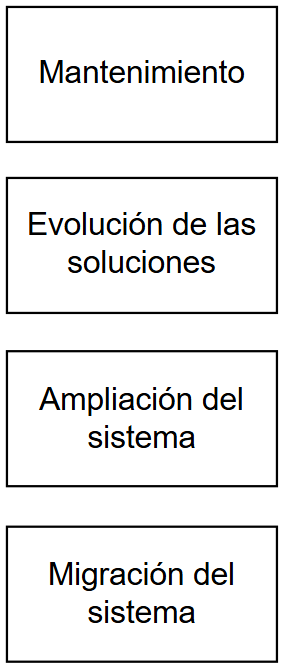 Mantenimiento
Evolución de las
soluciones
Ampliación del
sistema
Migración del
sistema